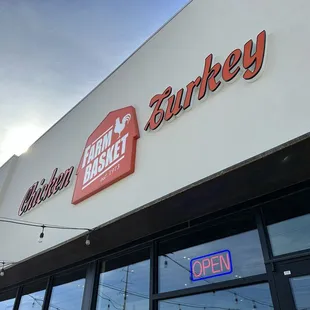 Chicken
FARM
BASKET
Turkey
OPEN